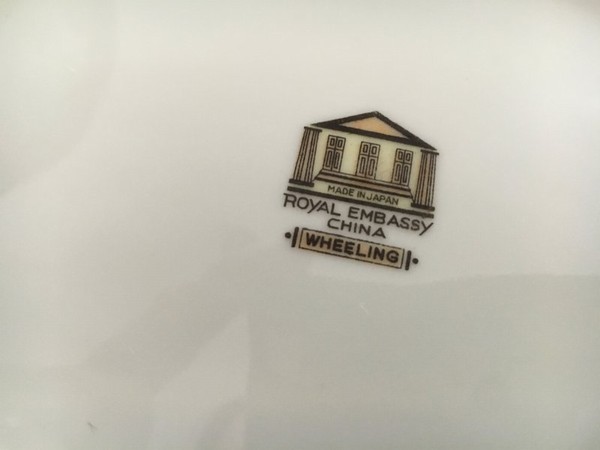 MADE IN JAPAN
ROYAL EMBASSY
CHINA
WHEELING